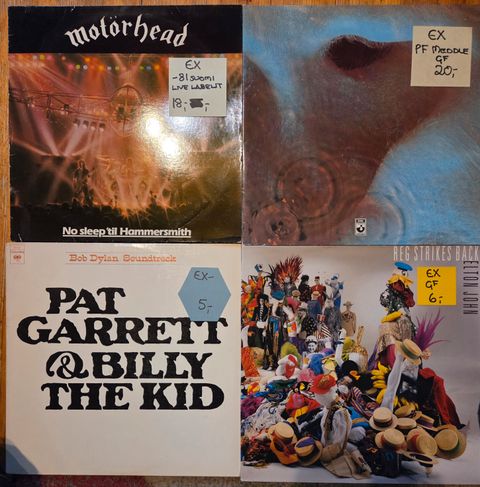 motörhead
EX
-81 SUOMI
LIVE LABELIT
18,-
No sleep 'til Hammersmith
EX
PF MEDDLE
GF
20,-
Bob Dylan Soundtrack
EX-
5,-
PAT
GARRETT
& BILLY
THE KID
REG STRIKES BACK
ELTON JOHN
EX
GF
6,-